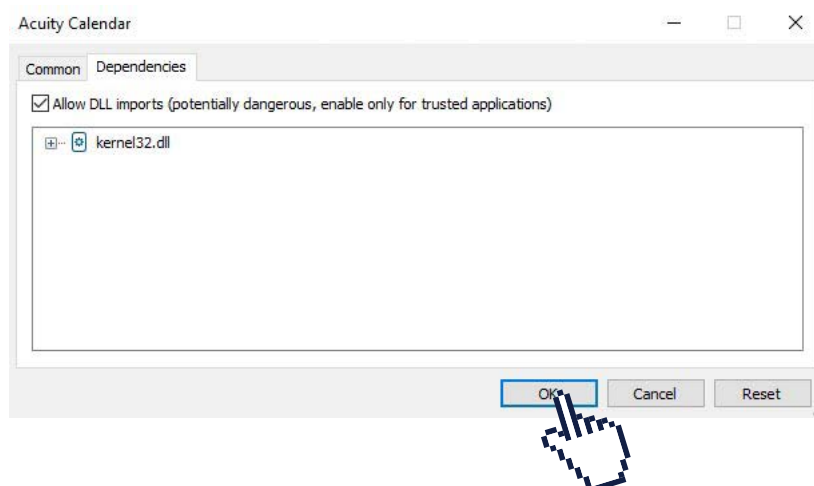 Acuity Calendar
Common Dependencies
Allow DLL imports (potentially dangerous, enable only for trusted applications)
kernel32.dll
OK Cancel Reset